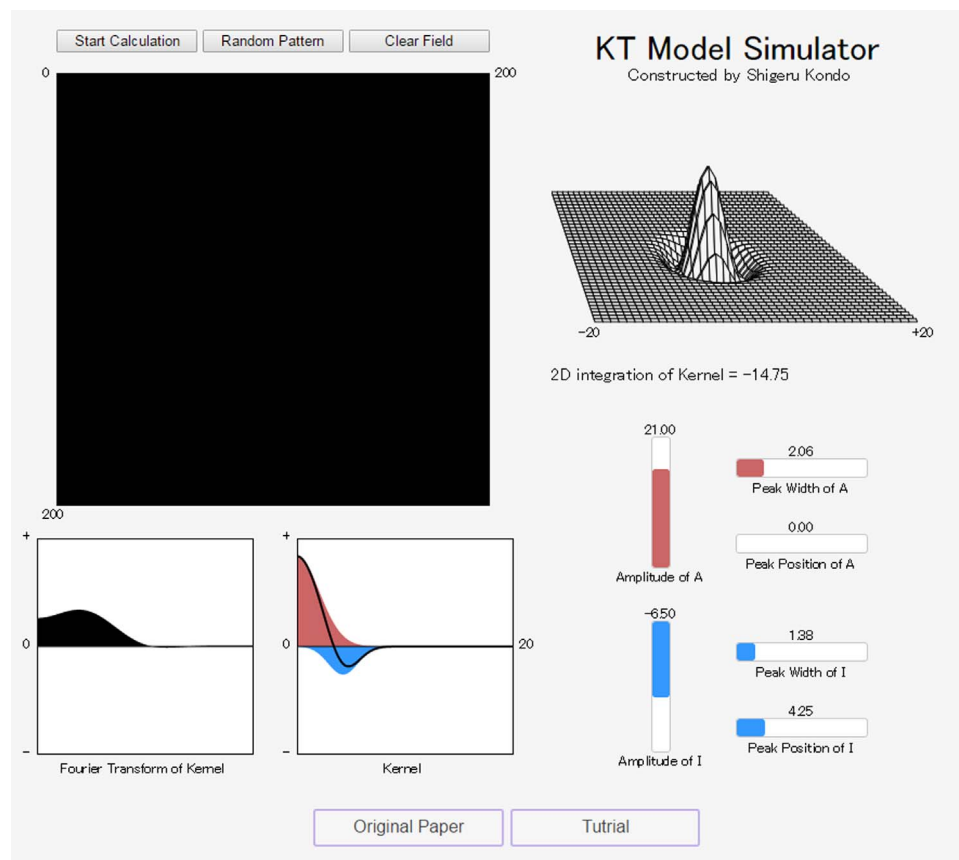 Start Calculation
Random Pattern
Clear Field
KT Model Simulator
Constructed by Shigeru Kondo
0
200
200
-20
+20
2D integration of Kernel = -14.75
21.00
Amplitude of A
2.06
Peak Width of A
0.00
Peak Position of A
-6.50
Amplitude of I
1.38
Peak Width of I
4.25
Peak Position of I
+
0
-
Fourier Transform of Kernel
+
0
20
-
Kernel
Original Paper
Tutrial